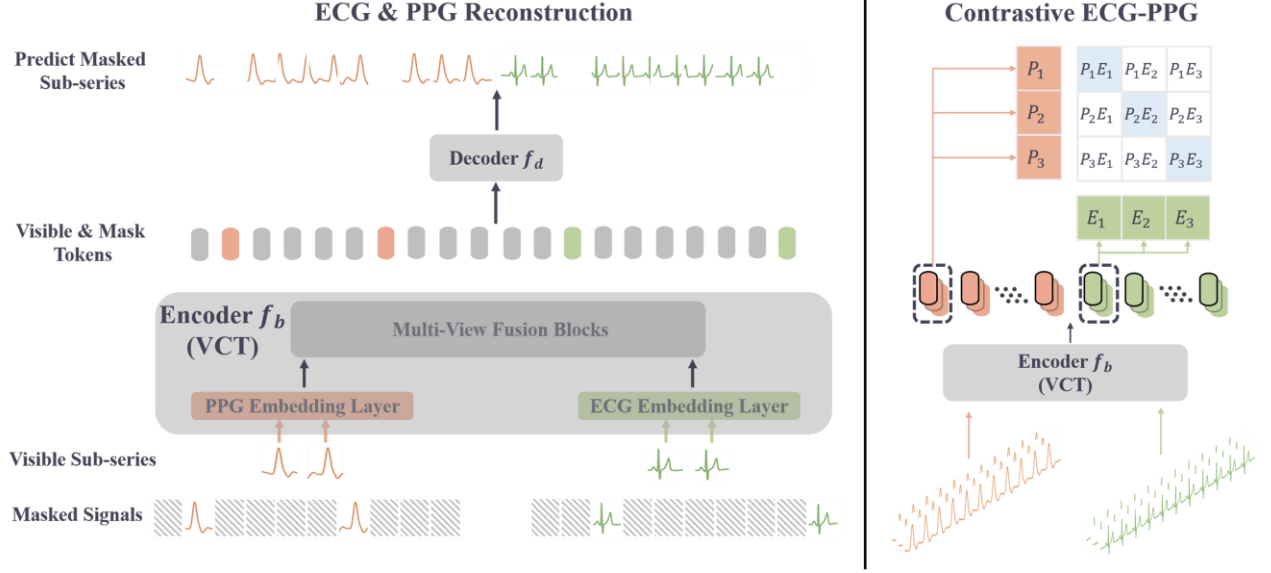 ECG & PPG Reconstruction
Predict Masked
Sub-series
Decoder f_d
Visible & Mask
Tokens
Encoder f_b
(VCT)
Multi-View Fusion Blocks
PPG Embedding Layer
ECG Embedding Layer
Visible Sub-series
Masked Signals
Contrastive ECG-PPG
P_1 P_1E_1 P_1E_2 P_1E_3
P_2 P_2E_1 P_2E_2 P_2E_3
P_3 P_3E_1 P_3E_2 P_3E_3
E_1 E_2 E_3
Encoder f_b
(VCT)